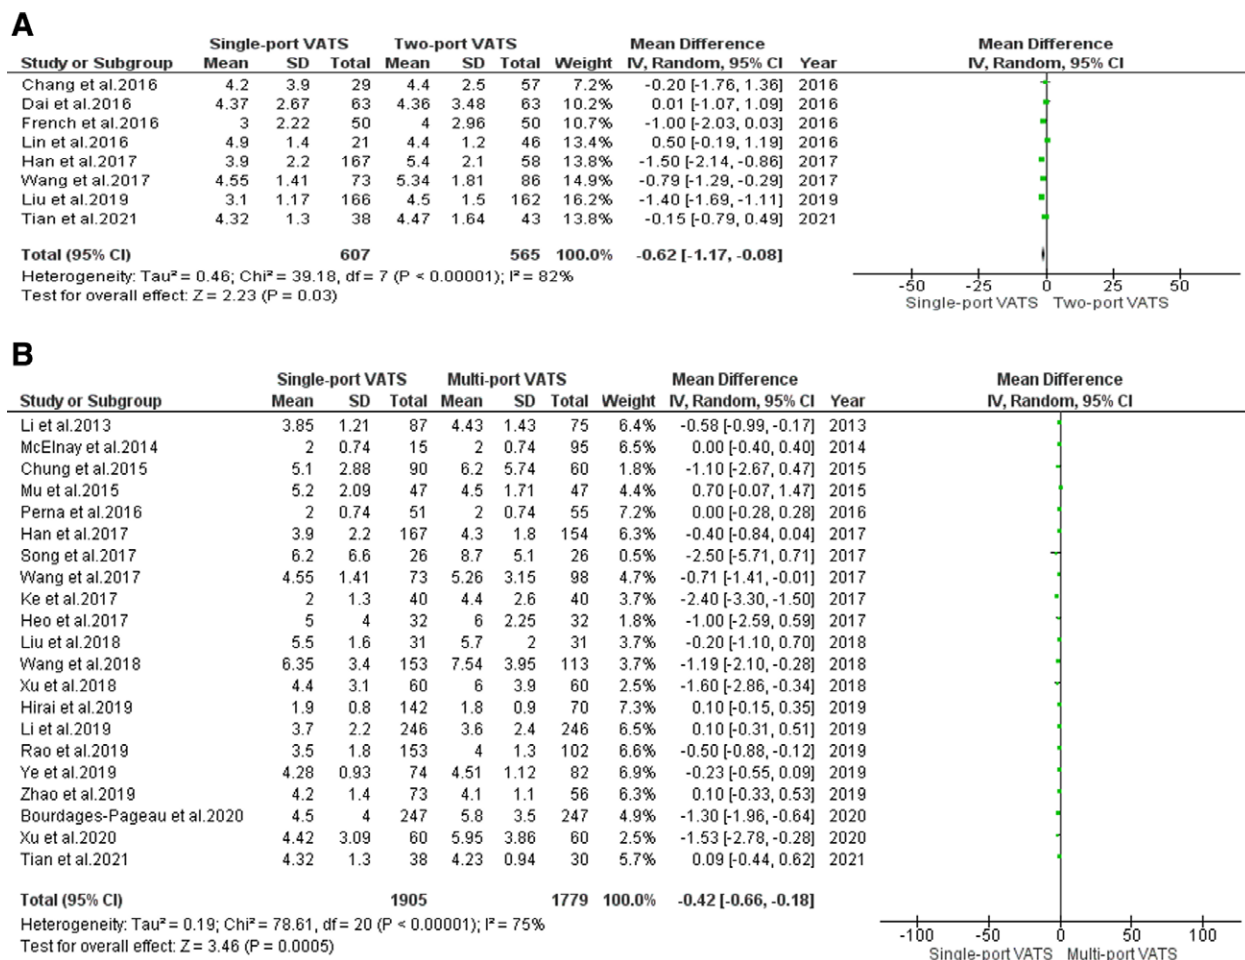 A
Single-port VATS Two-port VATS Mean Difference Mean Difference
Study or Subgroup Mean SD Total Mean SD Total Weight IV, Random, 95% CI Year IV, Random, 95% CI
Chang et al.2016 4.2 3.9 29 4.4 2.5 57 7.2% -0.20 [-1.76, 1.36] 2016
Dai et al.2016 4.37 2.67 63 4.36 3.48 63 10.2% 0.01 [-1.07, 1.09] 2016
French et al.2016 3 2.22 50 4 2.96 50 10.7% -1.00 [-2.03, 0.03] 2016
Lin et al.2016 4.9 1.4 21 4.4 1.2 46 13.4% 0.50 [-0.19, 1.19] 2016
Han et al.2017 3.9 2.2 167 5.4 2.1 58 13.8% -1.50 [-2.14, -0.86] 2017
Wang et al.2017 4.55 1.41 73 5.34 1.81 86 14.9% -0.79 [-1.29, -0.29] 2017
Liu et al.2019 3.1 1.17 166 4.5 1.5 162 16.2% -1.40 [-1.69, -1.11] 2019
Tian et al.2021 4.32 1.3 38 4.47 1.64 43 13.8% -0.15 [-0.79, 0.49] 2021
Total (95% CI) 607 565 100.0% -0.62 [-1.17, -0.08]
Heterogeneity: Tau² = 0.46; Chi² = 39.18, df = 7 (P < 0.00001); I² = 82%
Test for overall effect: Z = 2.23 (P = 0.03)
-50 -25 0 25 50
Single-port VATS Two-port VATS
B
Single-port VATS Multi-port VATS Mean Difference Mean Difference
Study or Subgroup Mean SD Total Mean SD Total Weight IV, Random, 95% CI Year IV, Random, 95% CI
Li et al.2013 3.85 1.21 87 4.43 1.43 75 6.4% -0.58 [-0.99, -0.17] 2013
McElnay et al.2014 2 0.74 15 2 0.74 95 6.5% 0.00 [-0.40, 0.40] 2014
Chung et al.2015 5.1 2.88 90 6.2 5.74 60 1.8% -1.10 [-2.67, 0.47] 2015
Mu et al.2015 5.2 2.09 47 4.5 1.71 47 4.4% 0.70 [-0.07, 1.47] 2015
Perna et al.2016 2 0.74 51 2 0.74 55 7.2% 0.00 [-0.28, 0.28] 2016
Han et al.2017 3.9 2.2 167 4.3 1.8 154 6.3% -0.40 [-0.84, 0.04] 2017
Song et al.2017 6.2 6.6 26 8.7 5.1 26 0.5% -2.50 [-5.71, 0.71] 2017
Wang et al.2017 4.55 1.41 73 5.26 3.15 98 4.7% -0.71 [-1.41, -0.01] 2017
Ke et al.2017 2 1.3 40 4.4 2.6 40 3.7% -2.40 [-3.30, -1.50] 2017
Heo et al.2017 5 4 32 6 2.25 32 1.8% -1.00 [-2.59, 0.59] 2017
Liu et al.2018 5.5 1.6 31 5.7 2 31 3.7% -0.20 [-1.10, 0.70] 2018
Wang et al.2018 6.35 3.4 153 7.54 3.95 113 3.7% -1.19 [-2.10, -0.28] 2018
Xu et al.2018 4.4 3.1 60 6 3.9 60 2.5% -1.60 [-2.86, -0.34] 2018
Hirai et al.2019 1.9 0.8 142 1.8 0.9 70 7.3% 0.10 [-0.15, 0.35] 2019
Li et al.2019 3.7 2.2 246 3.6 2.4 246 6.5% 0.10 [-0.31, 0.51] 2019
Rao et al.2019 3.5 1.8 153 4 1.3 102 6.6% -0.50 [-0.88, -0.12] 2019
Ye et al.2019 4.28 0.93 74 4.51 1.12 82 6.9% -0.23 [-0.55, 0.09] 2019
Zhao et al.2019 4.2 1.4 73 4.1 1.1 56 6.3% 0.10 [-0.33, 0.53] 2019
Bourdages-Pageau et al.2020 4.5 4 247 5.8 3.5 247 4.9% -1.30 [-1.96, -0.64] 2020
Xu et al.2020 4.42 3.09 60 5.95 3.86 60 2.5% -1.53 [-2.78, -0.28] 2020
Tian et al.2021 4.32 1.3 38 4.23 0.94 30 5.7% 0.09 [-0.44, 0.62] 2021
Total (95% CI) 1905 1779 100.0% -0.42 [-0.66, -0.18]
Heterogeneity: Tau² = 0.19; Chi² = 78.61, df = 20 (P < 0.00001); I² = 75%
Test for overall effect: Z = 3.46 (P = 0.0005)
-100 -50 0 50 100
Single-port VATS Multi-port VATS